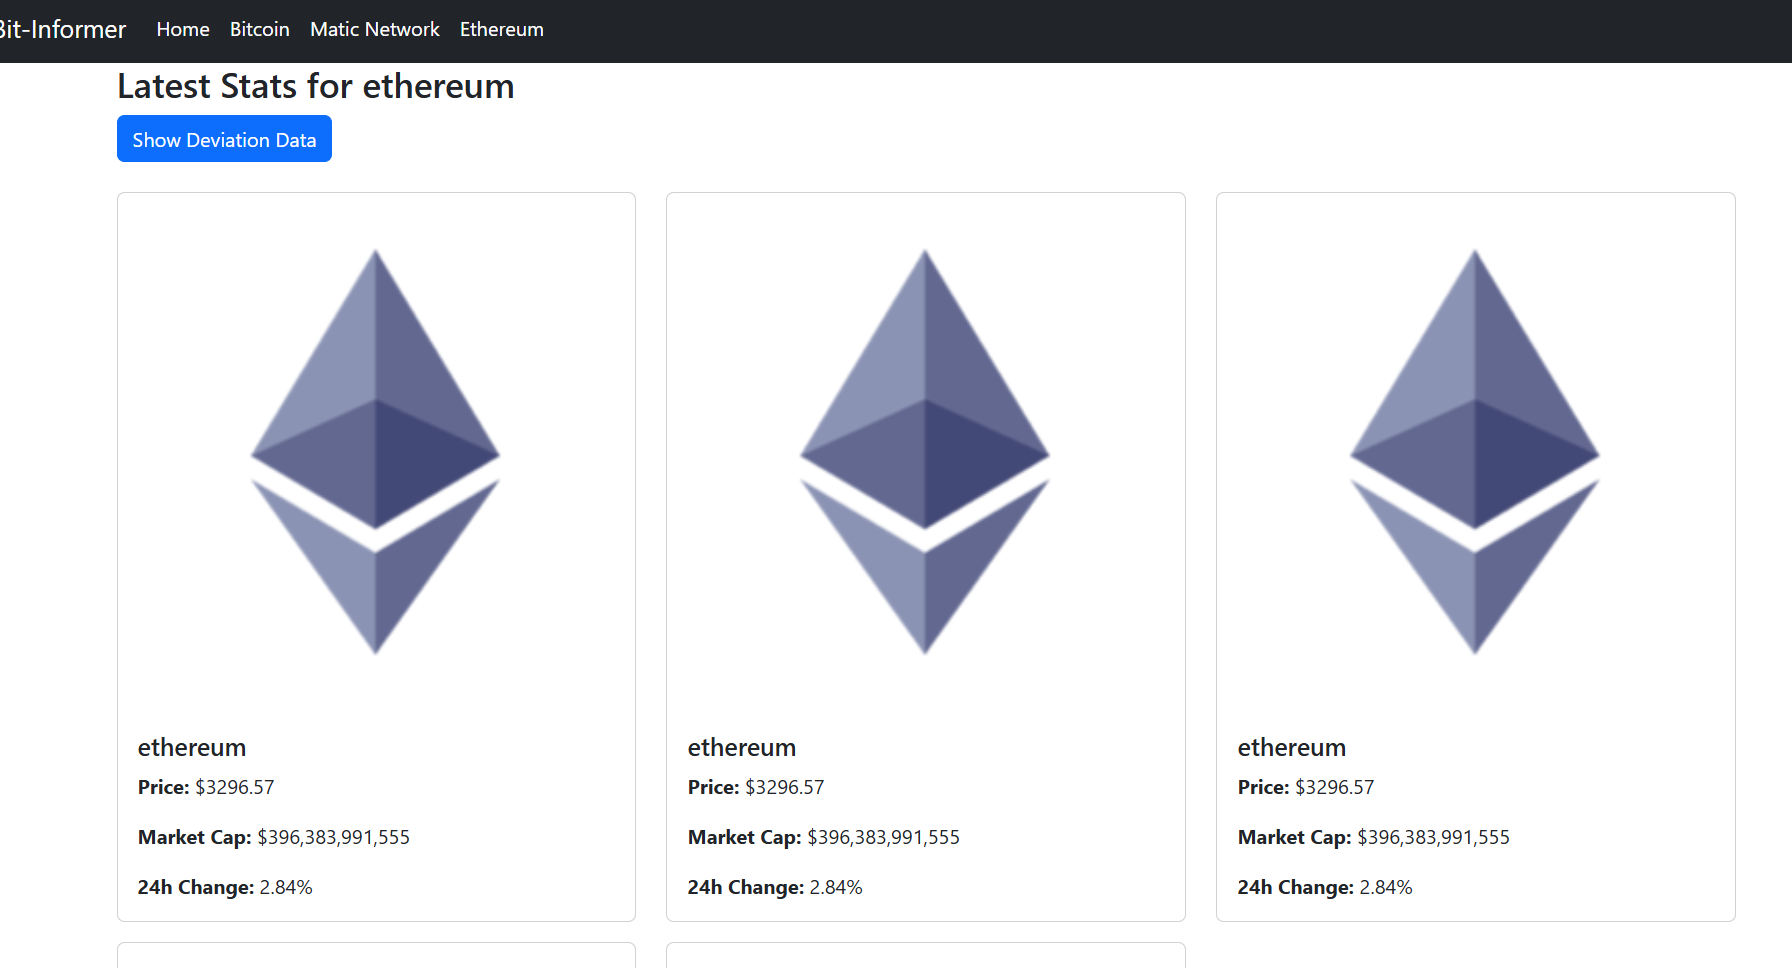 Bit-Informer Home Bitcoin Matic Network Ethereum
Latest Stats for ethereum
Show Deviation Data
ethereum
Price: $3296.57
Market Cap: $396,383,991,555
24h Change: 2.84%
ethereum
Price: $3296.57
Market Cap: $396,383,991,555
24h Change: 2.84%
ethereum
Price: $3296.57
Market Cap: $396,383,991,555
24h Change: 2.84%